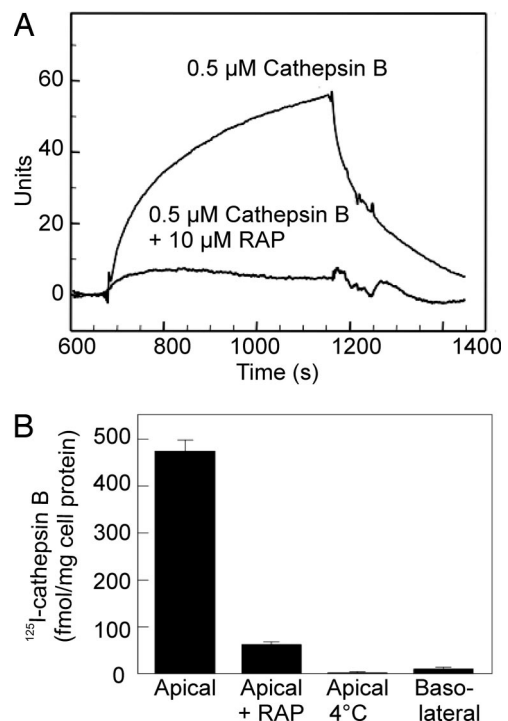 A
0.5 µM Cathepsin B
0.5 µM Cathepsin B
+ 10 µM RAP
Units
60
40
20
0
600
800
1000
1200
1400
Time (s)
B
¹²⁵I-cathepsin B
(fmol/mg cell protein)
500
400
300
200
100
0
Apical
Apical
+ RAP
Apical
4°C
Baso-
lateral